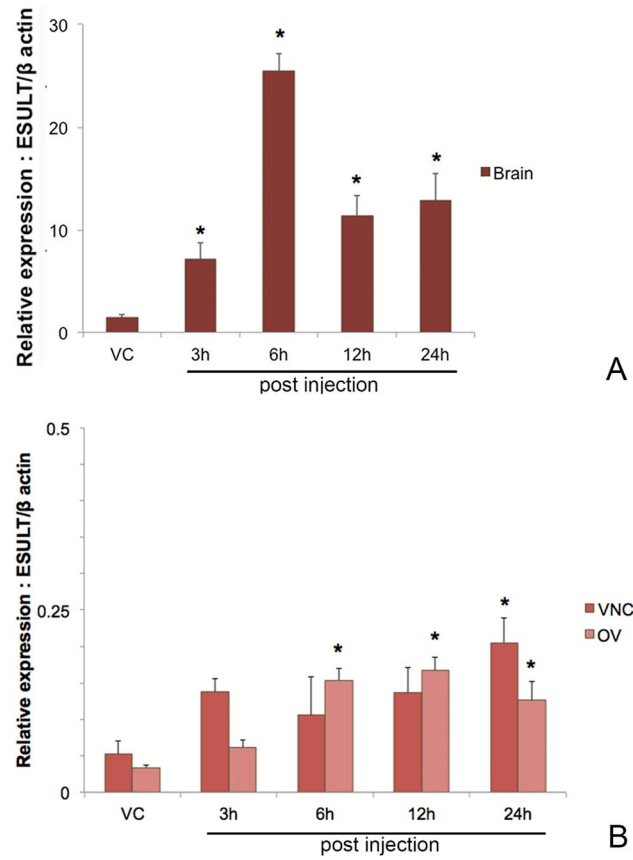 Relative expression : ESULT/β actin
30
*
20
* *
*
10
0
Brain
VC 3h 6h 12h 24h
post injection
A
Relative expression : ESULT/β actin
0.5
0.25
*
* * *
0
VNC
OV
VC 3h 6h 12h 24h
post injection
B